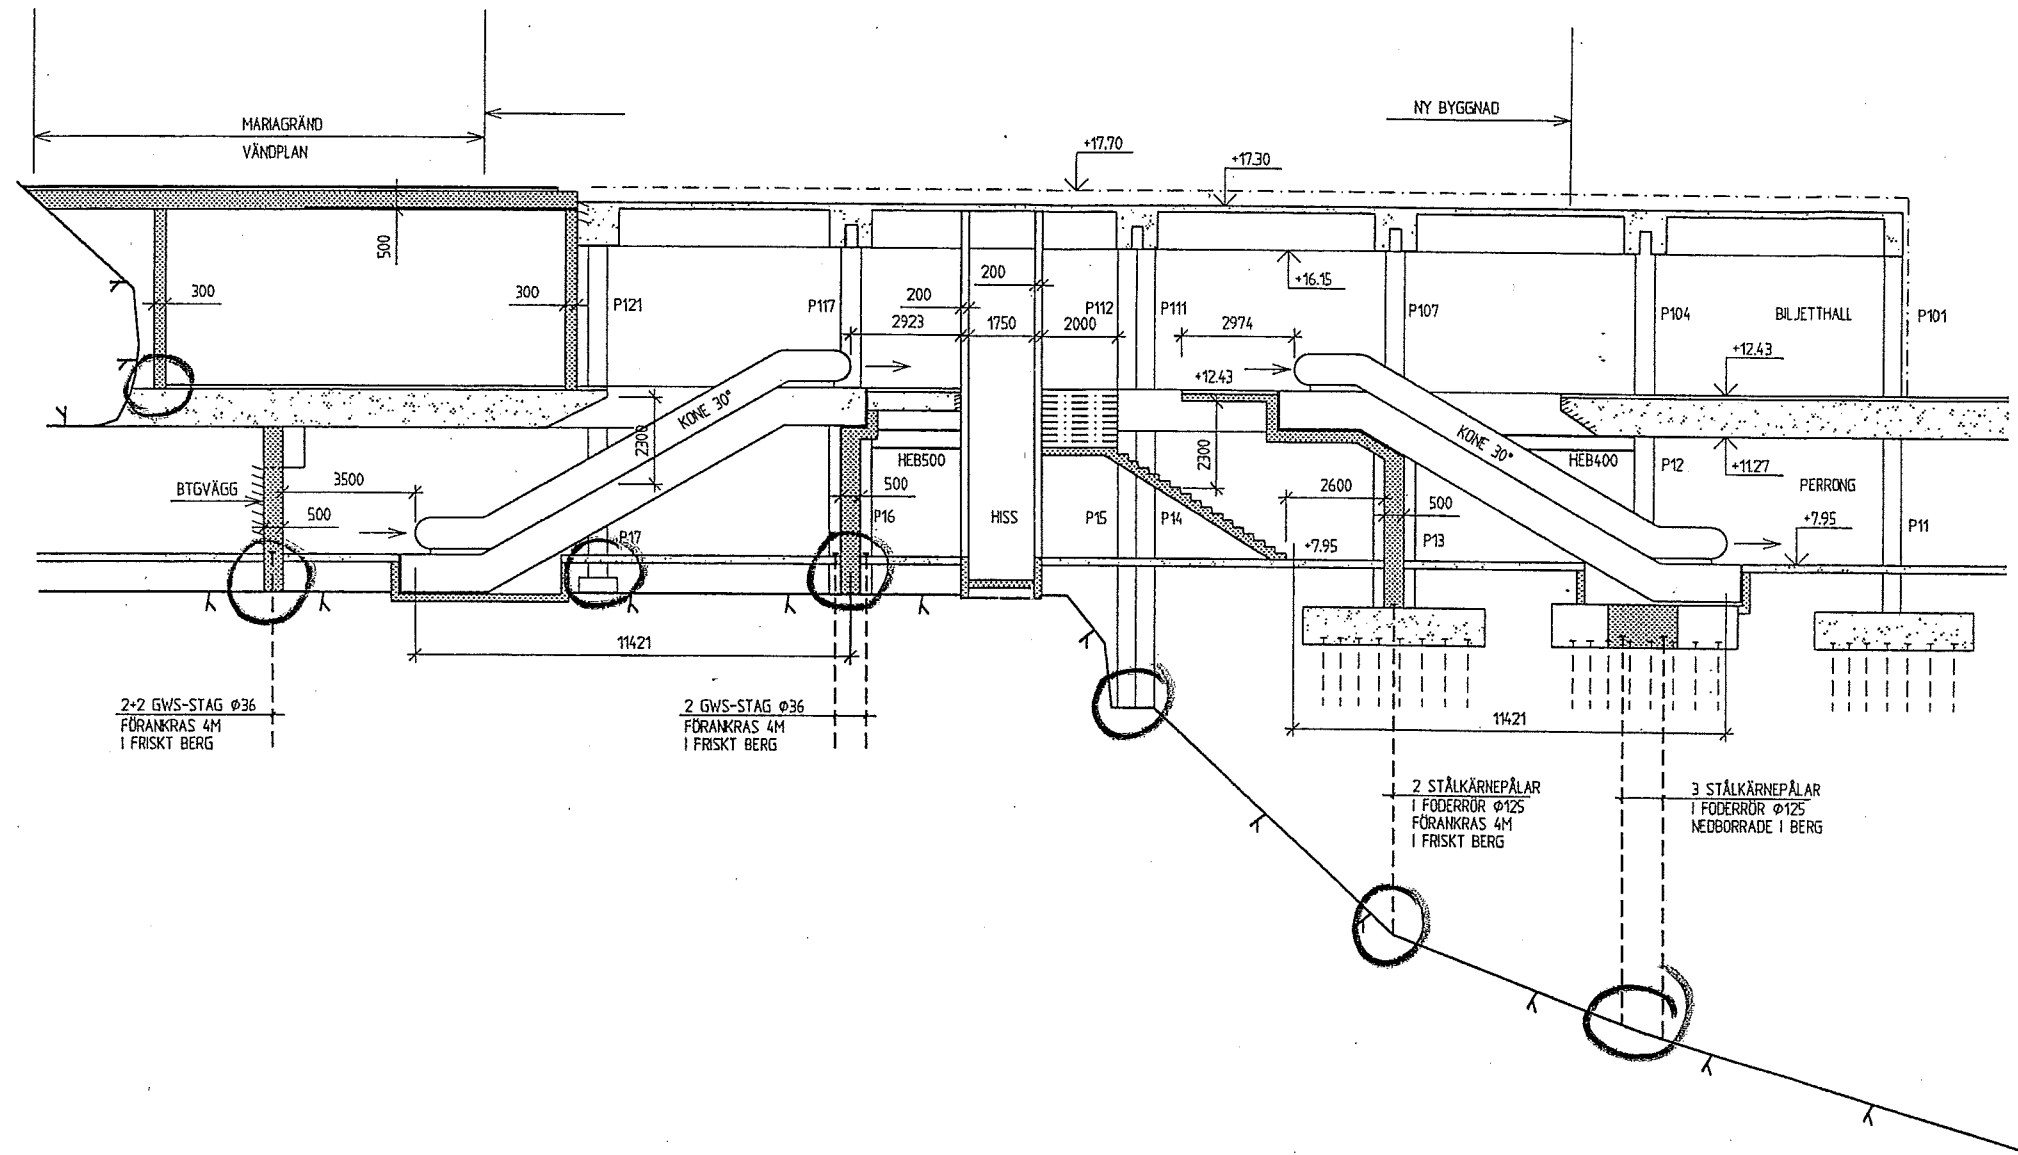 MARIAGRÄND
VÄNDPLAN
NY BYGGNAD
+17.70
+17.30
500
300
300
P121
P117
200
200
2923
1750
2000
P112
P111
2974
+16.15
P107
P104
BILJETTHALL
P101
+12.43
+12.43
KONE 30°
2300
HEB500
2300
KONE 30°
HEB400
P12
+11.27
PERRONG
BTGVÄGG
3500
500
500
P16
HISS
P15
P14
2600
500
+7.95
P11
P17
+7.95
P13
11421
11421
2+2 GWS-STAG Ø36
FÖRANKRAS 4M
I FRISKT BERG
2 GWS-STAG Ø36
FÖRANKRAS 4M
I FRISKT BERG
2 STÅLKÄRNEPÅLAR
I FODERRÖR Ø125
FÖRANKRAS 4M
I FRISKT BERG
3 STÅLKÄRNEPÅLAR
I FODERRÖR Ø125
NEDBORRADE I BERG